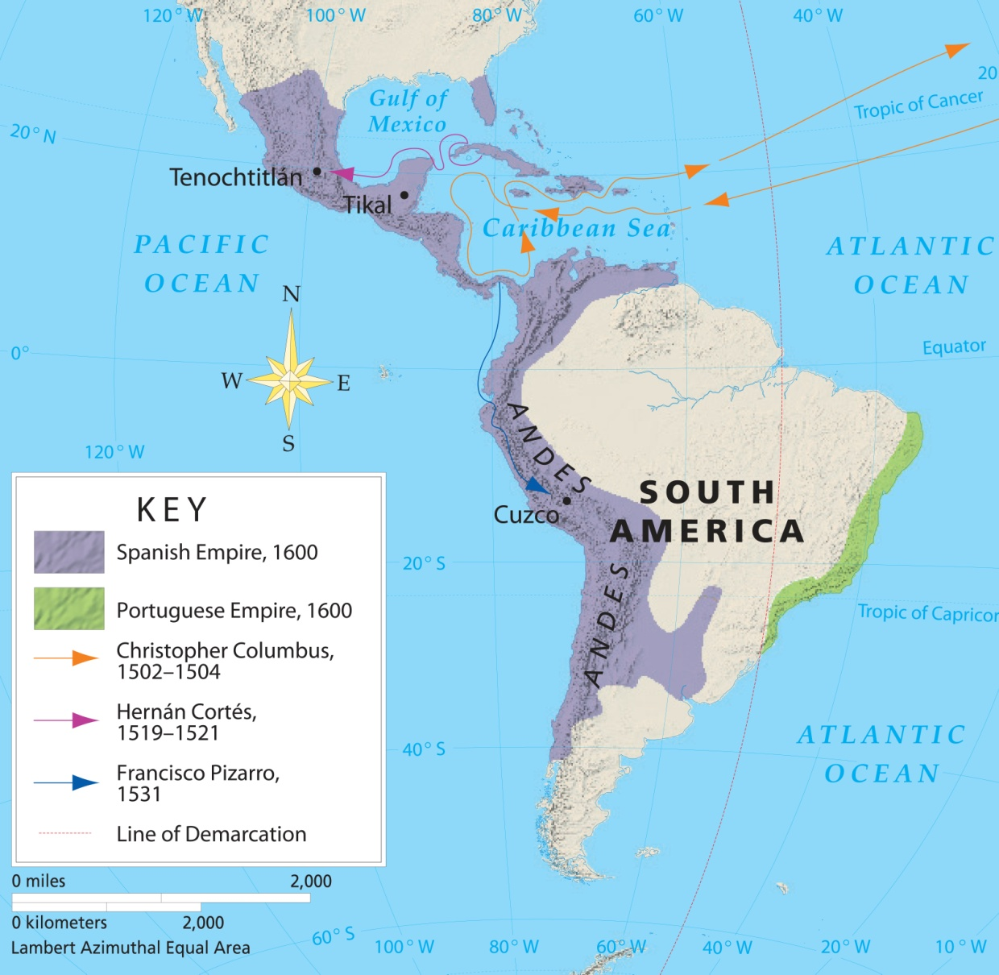 120° W
100° W
80° W
60° W
40° W
20
Gulf of
Mexico
Tropic of Cancer
20° N
Tenochtitlán
Tikal
Caribbean Sea
PACIFIC
OCEAN
ATLANTIC
OCEAN
N
W
E
S
0°
Equator
ANDES
120° W
SOUTH
AMERICA
Cuzco
20° S
ANDES
Tropic of Capricor
40° S
ATLANTIC
OCEAN
KEY
Spanish Empire, 1600
Portuguese Empire, 1600
Christopher Columbus,
1502–1504
Hernán Cortés,
1519–1521
Francisco Pizarro,
1531
Line of Demarcation
0 miles
2,000
0 kilometers
2,000
Lambert Azimuthal Equal Area
60° S
100° W
80° W
60° W
40° W
20° W
10° W